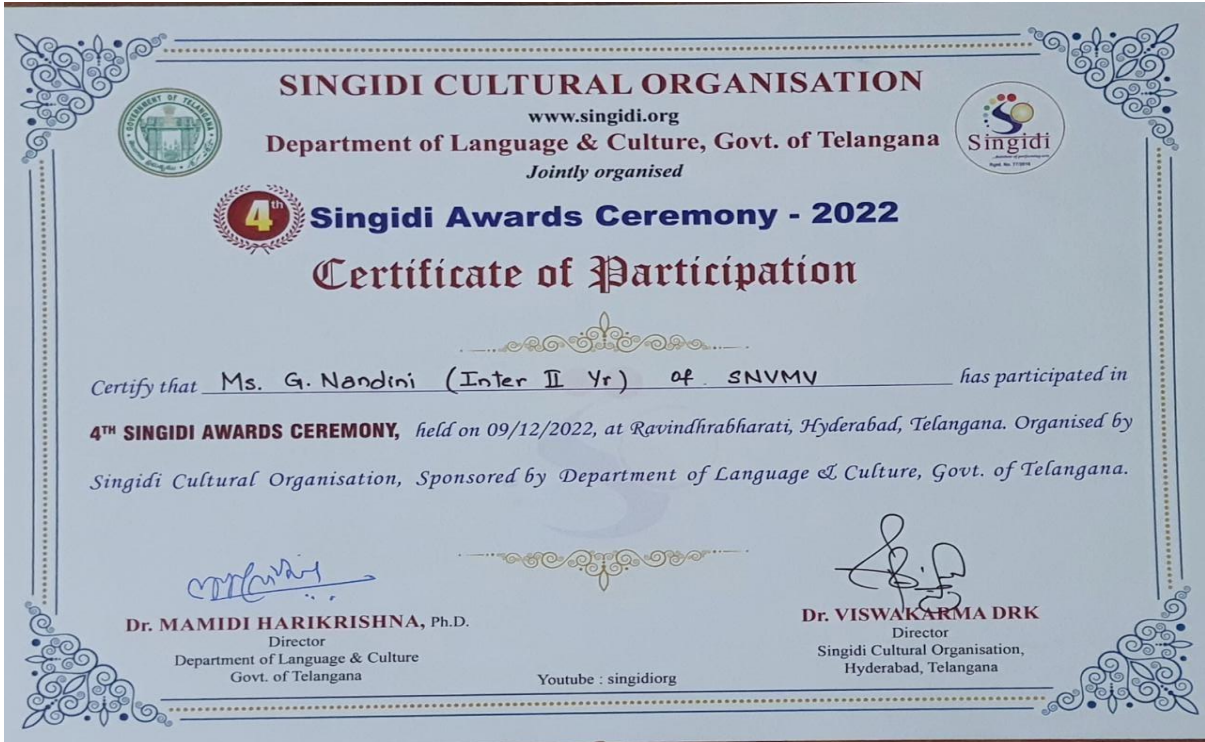 SINGIDI CULTURAL ORGANISATION
www.singidi.org
Department of Language & Culture, Govt. of Telangana
Jointly organised
GOVERNMENT OF TELANGANA
Singidi
4th Singidi Awards Ceremony - 2022
Certificate of Participation
Certify that Ms. G. Nandini (Inter II Yr) of SNVMV has participated in
4TH SINGIDI AWARDS CEREMONY, held on 09/12/2022, at Ravindhrabharati, Hyderabad, Telangana. Organised by
Singidi Cultural Organisation, Sponsored by Department of Language & Culture, Govt. of Telangana.
Dr. MAMIDI HARIKRISHNA, Ph.D.
Director
Department of Language & Culture
Govt. of Telangana
Youtube : singidiorg
Dr. VISWAKARMA DRK
Director
Singidi Cultural Organisation,
Hyderabad, Telangana